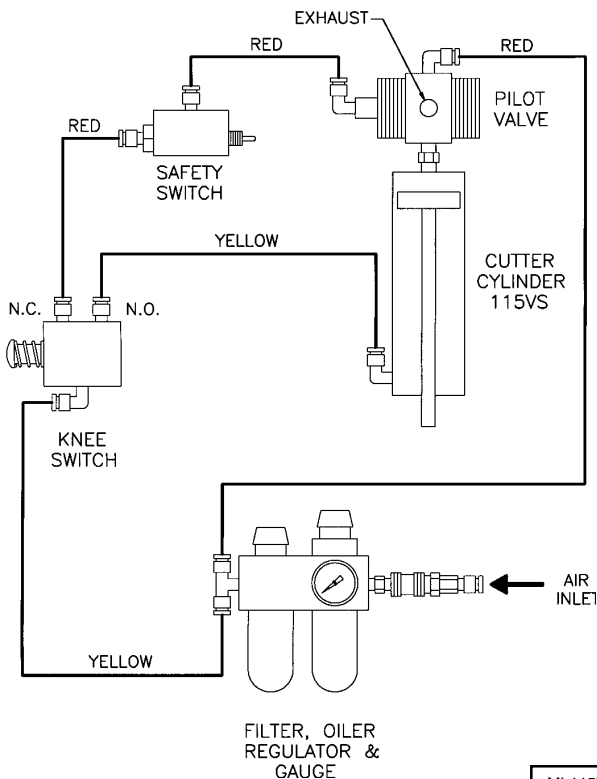 EXHAUST
RED
RED
PILOT
VALVE
RED
SAFETY
SWITCH
YELLOW
CUTTER
CYLINDER
115VS
N.C.
N.O.
KNEE
SWITCH
AIR
INLET
YELLOW
FILTER, OILER
REGULATOR &
GAUGE